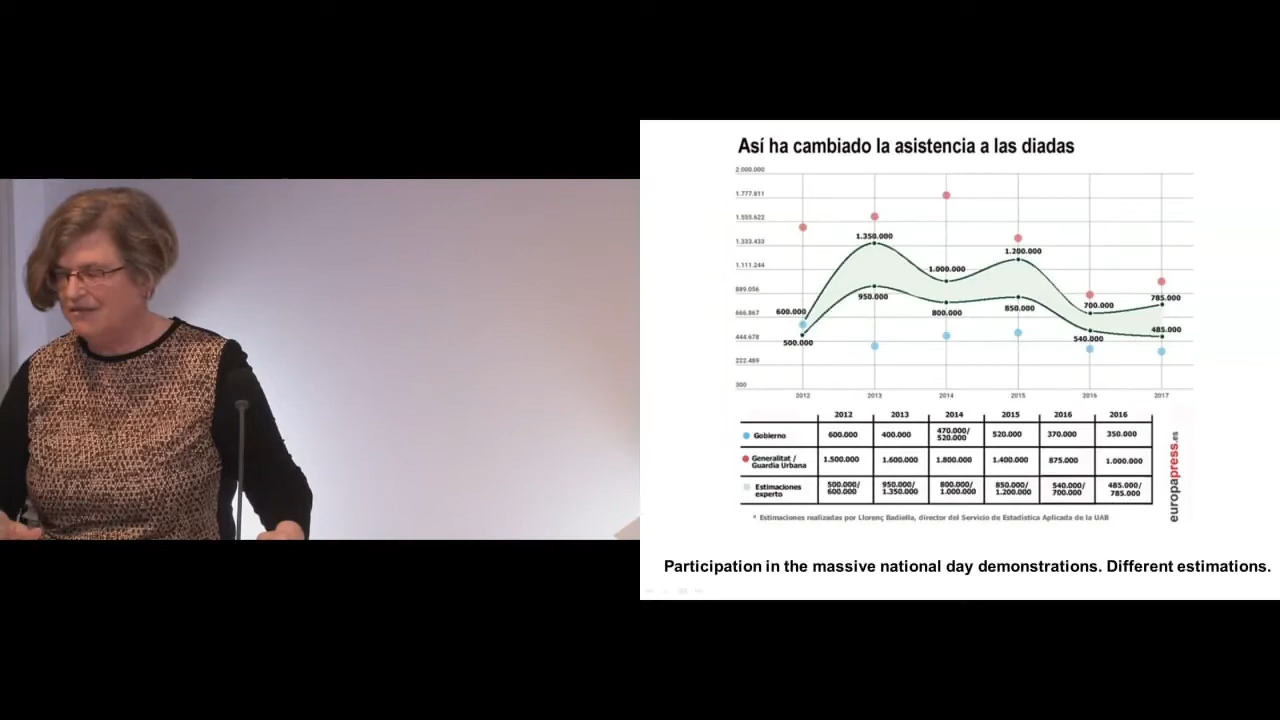 Así ha cambiado la asistencia a las diadas
2.000.000
1.777.811
1.555.622
1.333.433
1.111.244
889.056
666.867
444.678
222.489
300
1.350.000
1.200.000
1.000.000
950.000
850.000
800.000
785.000
700.000
600.000
540.000
500.000
485.000
2012 2013 2014 2015 2016 2017
2012 2013 2014 2015 2016 2016
Gobierno 600.000 400.000 470.000/ 520.000 520.000 370.000 350.000
Generalitat / Guardia Urbana 1.500.000 1.600.000 1.800.000 1.400.000 875.000 1.000.000
Estimaciones experto 500.000/ 600.000 950.000/ 1.350.000 800.000/ 1.000.000 850.000/ 1.200.000 540.000/ 700.000 485.000/ 785.000
* Estimaciones realizadas por Llorenç Badiella, director del Servicio de Estadística Aplicada de la UAB
europapress.es
Participation in the massive national day demonstrations. Different estimations.